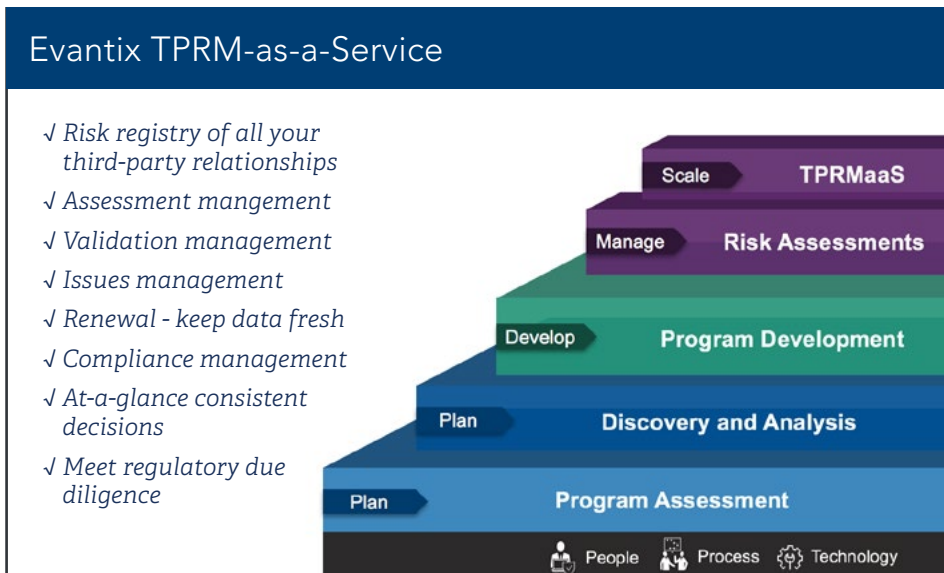 Evantix TPRM-as-a-Service
√ Risk registry of all your
third-party relationships
√ Assessment mangement
√ Validation management
√ Issues management
√ Renewal - keep data fresh
√ Compliance management
√ At-a-glance consistent
decisions
√ Meet regulatory due
diligence
Scale TPRMaaS
Manage Risk Assessments
Develop Program Development
Plan Discovery and Analysis
Plan Program Assessment
People Process Technology